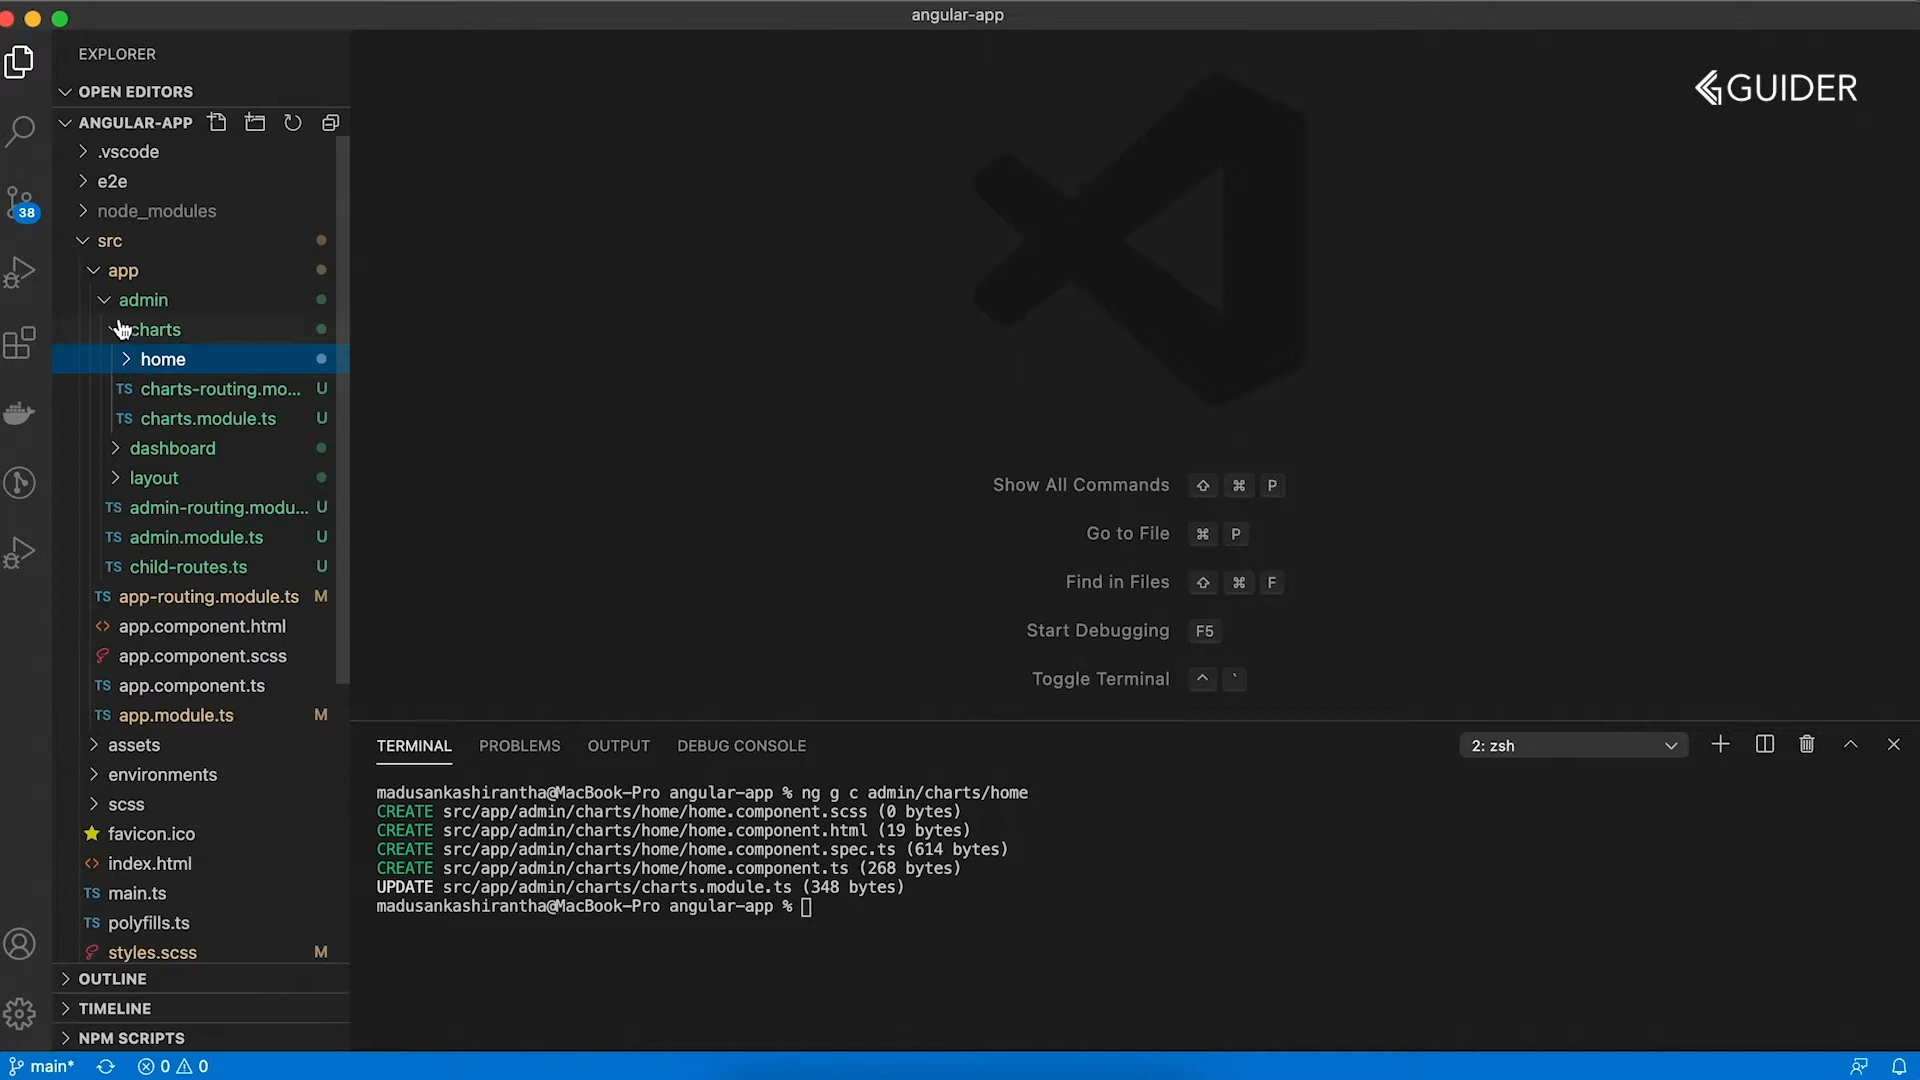 angular-app
EXPLORER
OPEN EDITORS
ANGULAR-APP
.vscode
e2e
node_modules
38
src
app
admin
charts
home
charts-routing.mo... U
charts.module.ts U
dashboard
layout
admin-routing.modu... U
admin.module.ts U
child-routes.ts U
app-routing.module.ts M
app.component.html
app.component.scss
app.component.ts
app.module.ts M
assets
environments
scss
favicon.ico
index.html
main.ts
polyfills.ts
styles.scss M
OUTLINE
TIMELINE
NPM SCRIPTS
GUIDER
Show All Commands ⇧ ⌘ P
Go to File ⌘ P
Find in Files ⇧ ⌘ F
Start Debugging F5
Toggle Terminal ^ `
TERMINAL PROBLEMS OUTPUT DEBUG CONSOLE 2: zsh
madusankashirantha@MacBook-Pro angular-app % ng g c admin/charts/home
CREATE src/app/admin/charts/home/home.component.scss (0 bytes)
CREATE src/app/admin/charts/home/home.component.html (19 bytes)
CREATE src/app/admin/charts/home/home.component.spec.ts (614 bytes)
CREATE src/app/admin/charts/home/home.component.ts (268 bytes)
UPDATE src/app/admin/charts/charts.module.ts (348 bytes)
madusankashirantha@MacBook-Pro angular-app %
main* 0 0